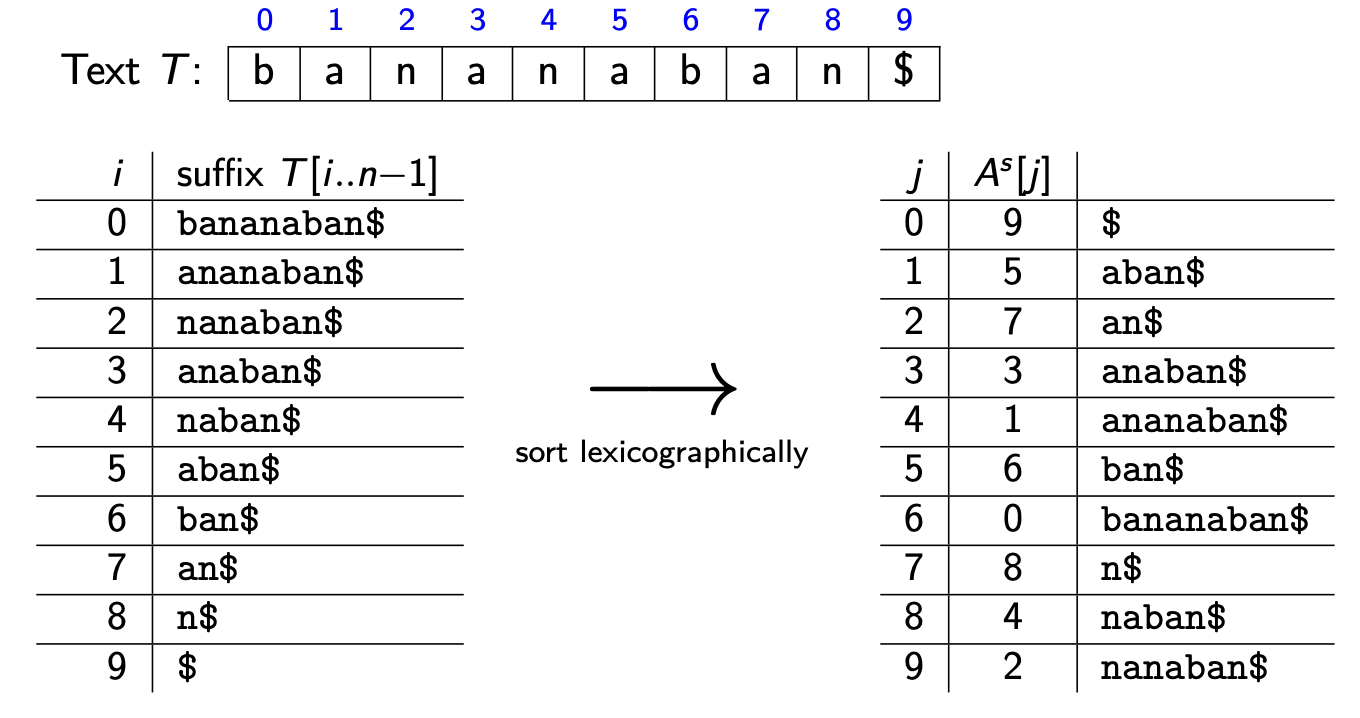 0 1 2 3 4 5 6 7 8 9
Text T: b a n a n a b a n $
i suffix T[i..n−1]
0 bananaban$
1 ananaban$
2 nanaban$
3 anaban$
4 naban$
5 aban$
6 ban$
7 an$
8 n$
9 $
sort lexicographically
j Aˢ[j]
0 9 $
1 5 aban$
2 7 an$
3 3 anaban$
4 1 ananaban$
5 6 ban$
6 0 bananaban$
7 8 n$
8 4 naban$
9 2 nanaban$